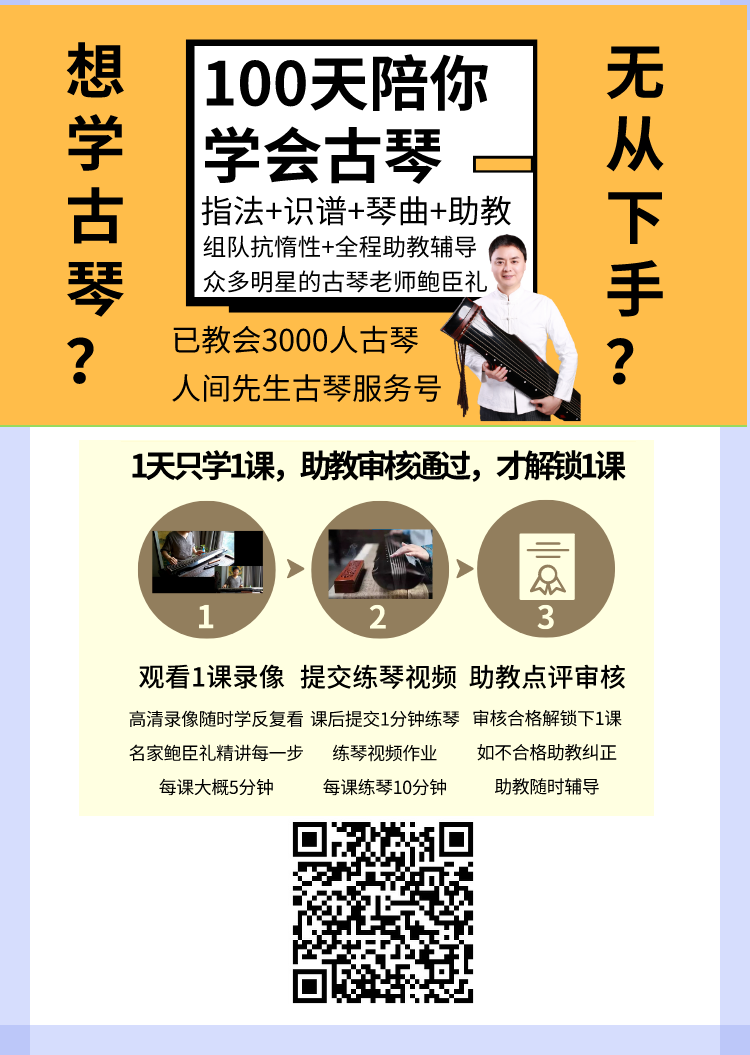 想学古琴？
100天陪你
学会古琴
指法+识谱+琴曲+助教
组队抗惰性+全程助教辅导
众多明星的古琴老师鲍臣礼
已教会3000人古琴
人间先生古琴服务号
无从下手？
1天只学1课，助教审核通过，才解锁1课
1
2
3
观看1课录像
提交练琴视频
助教点评审核
高清录像随时学反复看
名家鲍臣礼精讲每一步
每课大概5分钟
课后提交1分钟练琴
练琴视频作业
每课练琴10分钟
审核合格解锁下1课
如不合格助教纠正
助教随时辅导